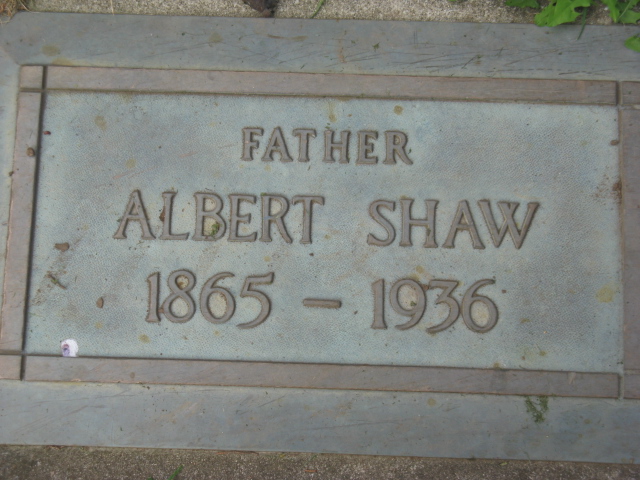 FATHER
ALBERT SHAW
1865 – 1936